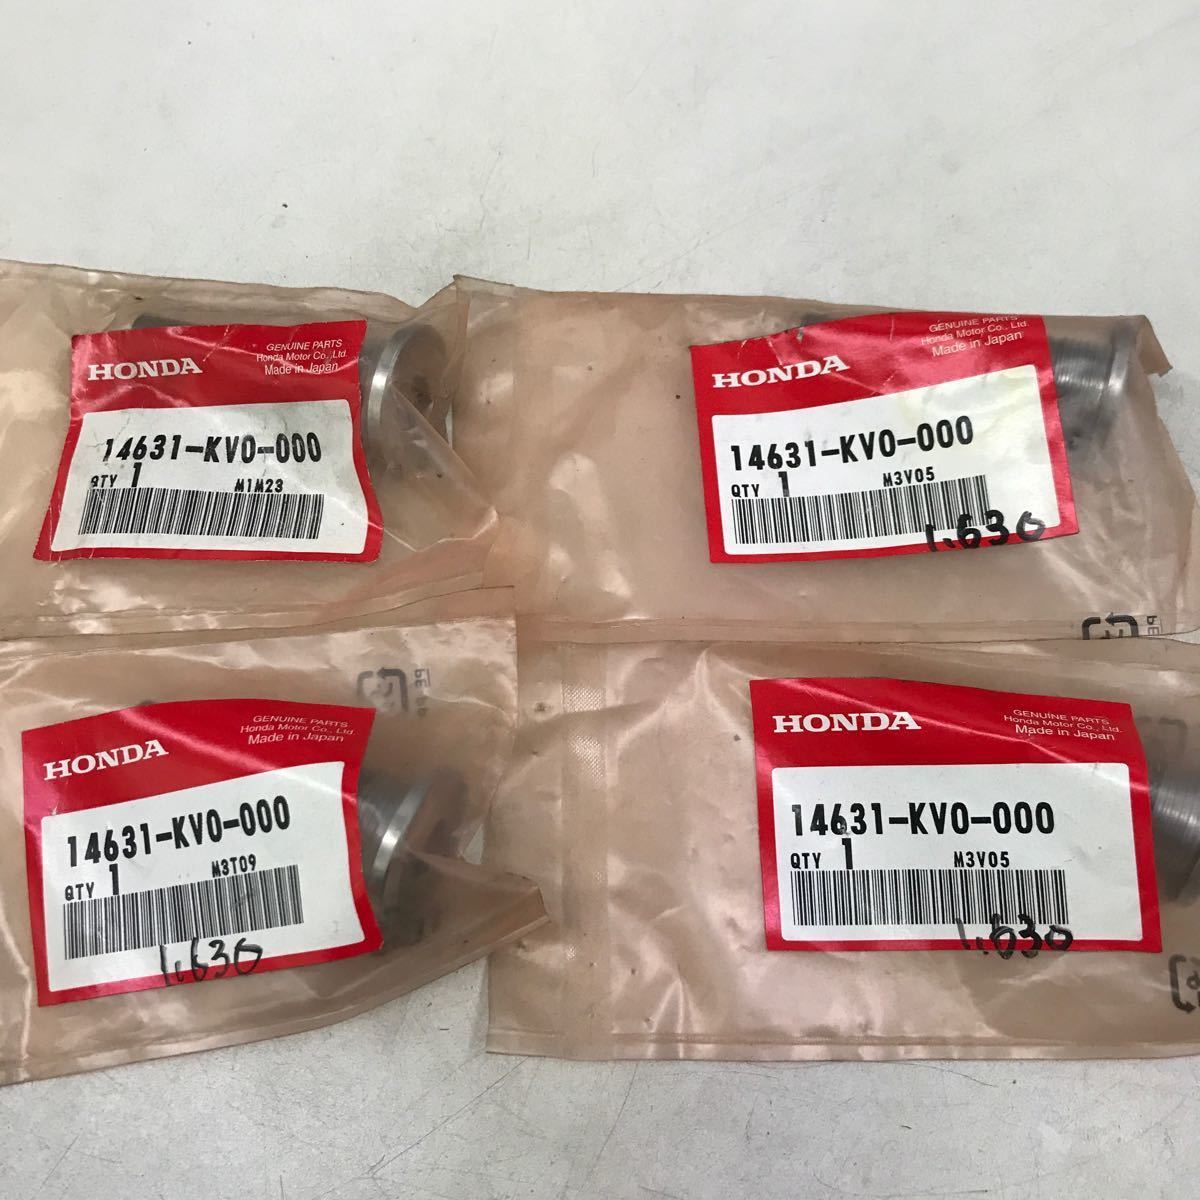 HONDA
GENUINE PARTS
Honda Motor Co., Ltd.
Made in Japan
14631-KV0-000
QTY 1 M1M23
HONDA
GENUINE PARTS
Honda Motor Co., Ltd.
Made in Japan
14631-KV0-000
QTY 1 M3V05
1,630
HONDA
GENUINE PARTS
Honda Motor Co., Ltd.
Made in Japan
14631-KV0-000
QTY 1 M3T09
1,630
HONDA
GENUINE PARTS
Honda Motor Co., Ltd.
Made in Japan
14631-KV0-000
QTY 1 M3V05
1,630